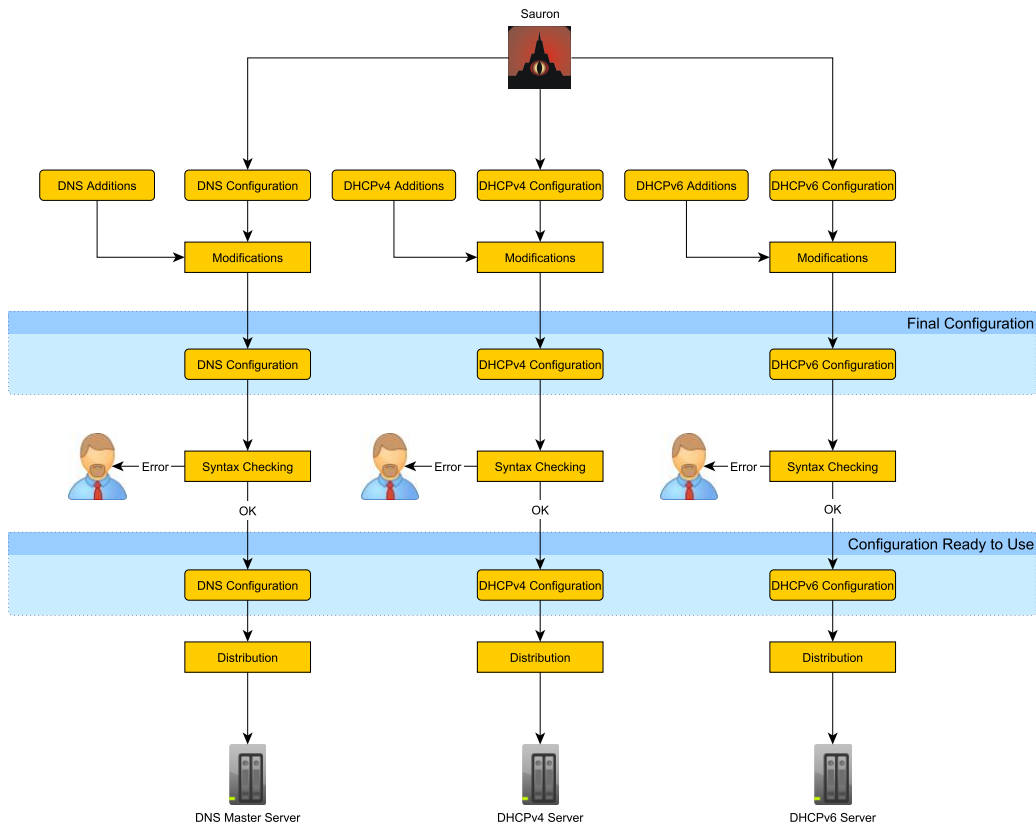 Sauron
DNS Additions
DNS Configuration
DHCPv4 Additions
DHCPv4 Configuration
DHCPv6 Additions
DHCPv6 Configuration
Modifications
Modifications
Modifications
Final Configuration
DNS Configuration
DHCPv4 Configuration
DHCPv6 Configuration
Error
Syntax Checking
Error
Syntax Checking
Error
Syntax Checking
OK
OK
OK
Configuration Ready to Use
DNS Configuration
DHCPv4 Configuration
DHCPv6 Configuration
Distribution
Distribution
Distribution
DNS Master Server
DHCPv4 Server
DHCPv6 Server